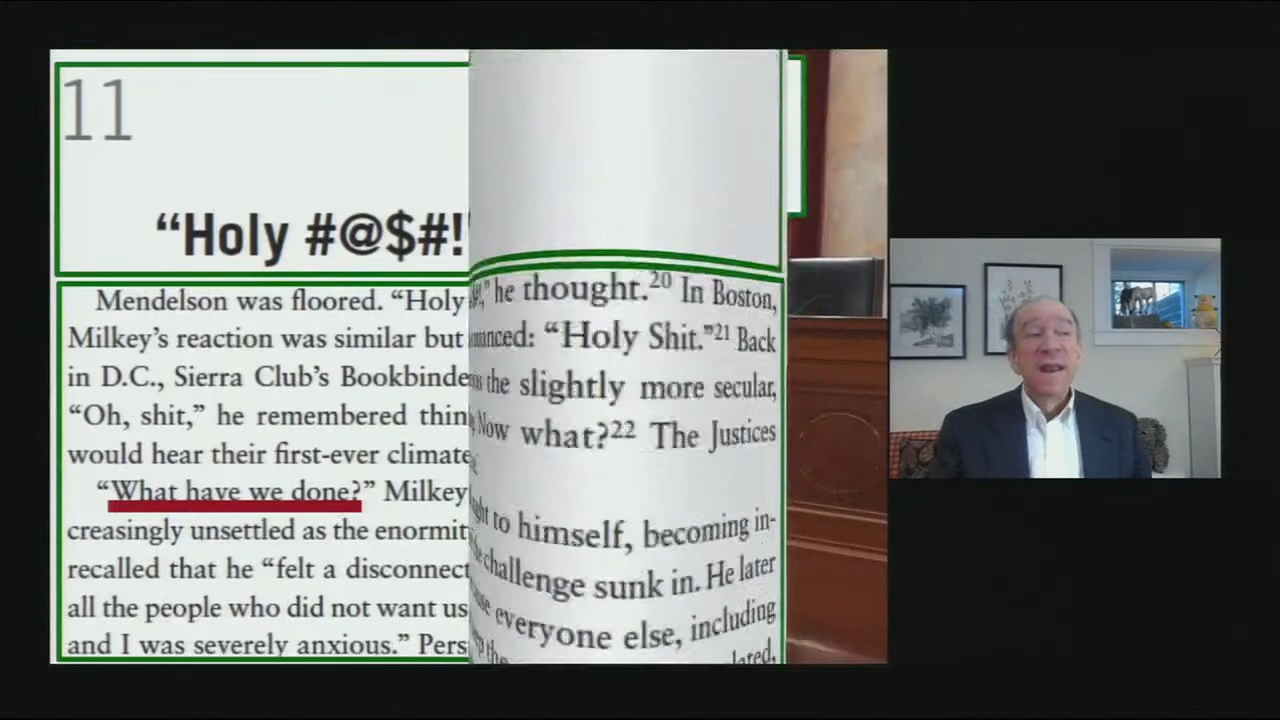 11
“Holy #@$#!
Mendelson was floored. “Holy he thought.20 In Boston,
Milkey’s reaction was similar but nounced: “Holy Shit.”21 Back
in D.C., Sierra Club’s Bookbinde the slightly more secular,
“Oh, shit,” he remembered thin Now what?22 The Justices
would hear their first-ever climate
“What have we done?” Milkey to himself, becoming in-
creasingly unsettled as the enormit challenge sunk in. He later
recalled that he “felt a disconnect everyone else, including
all the people who did not want us
and I was severely anxious.” Pers